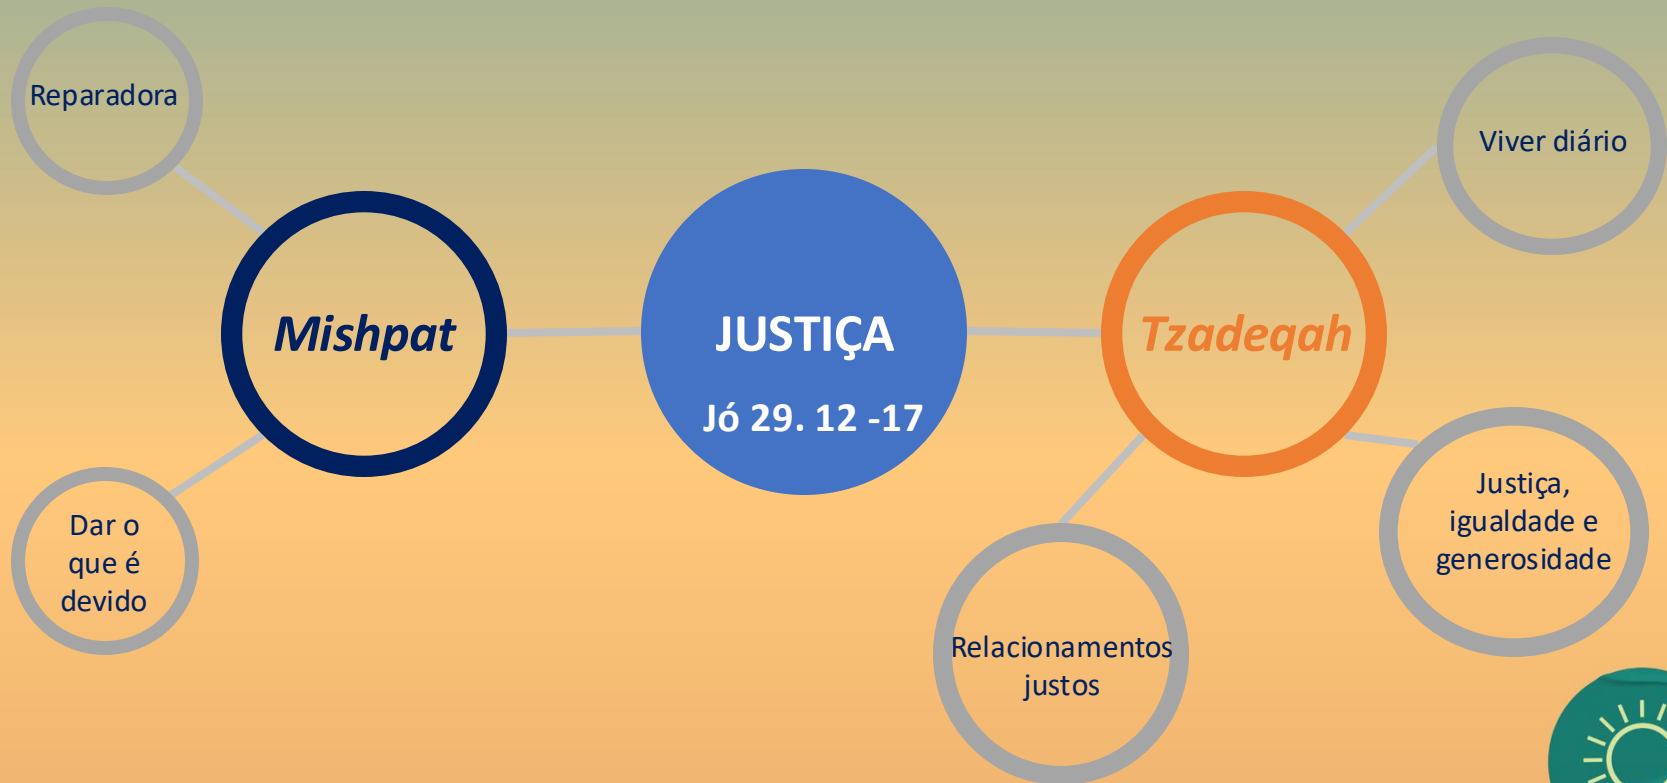 Reparadora
Viver diário
Mishpat
JUSTIÇA
Tzadeqah
Jó 29. 12 -17
Dar o
que é
devido
Justiça,
igualdade e
generosidade
Relacionamentos
justos